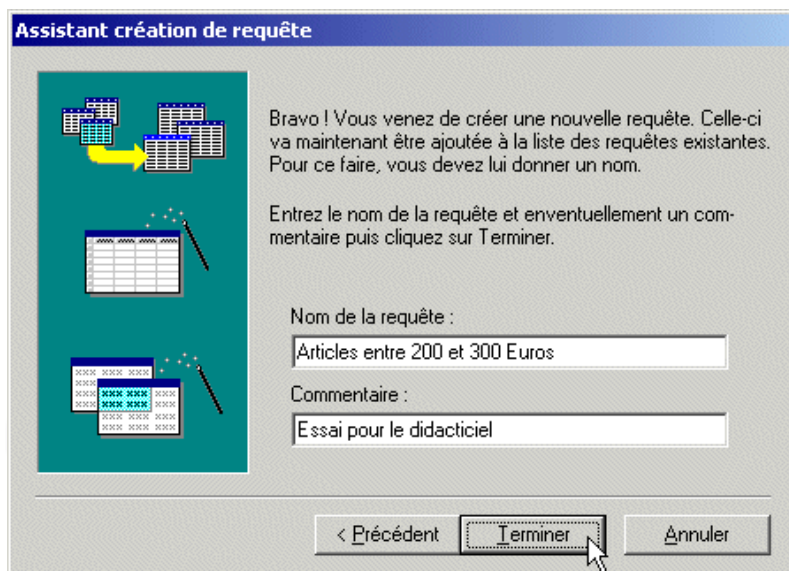 Assistant création de requête
Bravo ! Vous venez de créer une nouvelle requête. Celle-ci
va maintenant être ajoutée à la liste des requêtes existantes.
Pour ce faire, vous devez lui donner un nom.
Entrez le nom de la requête et enventuellement un com-
mentaire puis cliquez sur Terminer.
Nom de la requête :
Articles entre 200 et 300 Euros
Commentaire :
Essai pour le didacticiel
< Précédent
Terminer
Annuler